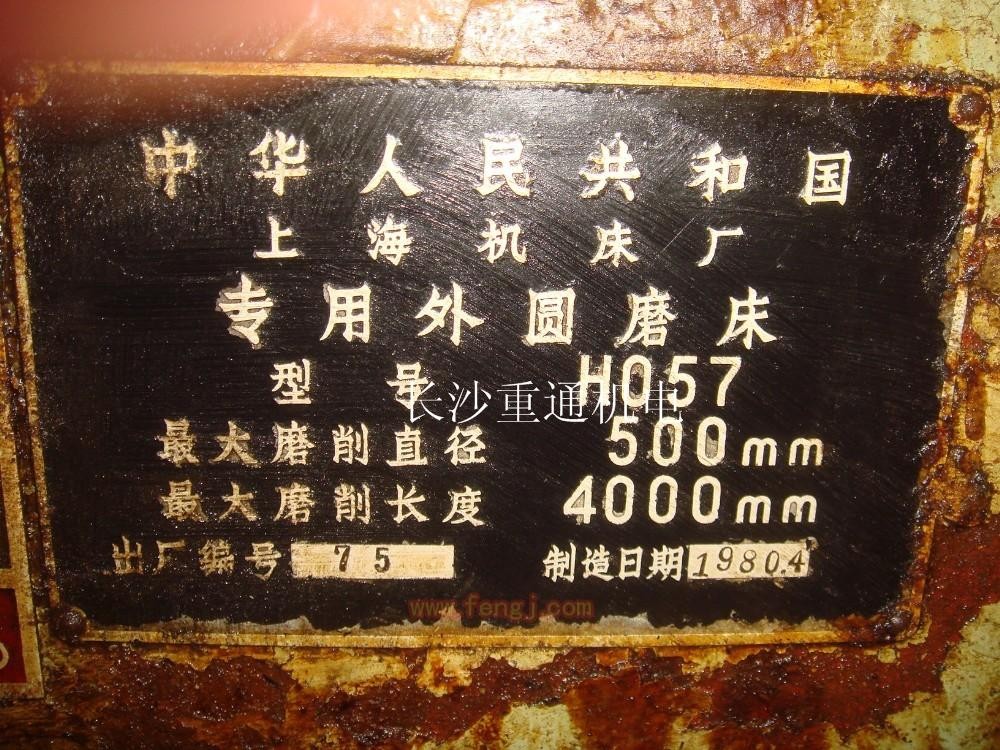 中华人民共和国
上海机床厂
专用外圆磨床
型号 H057
长沙重通机电
最大磨削直径 500mm
最大磨削长度 4000mm
出厂编号 75 制造日期 1980.4
www.fengj.com